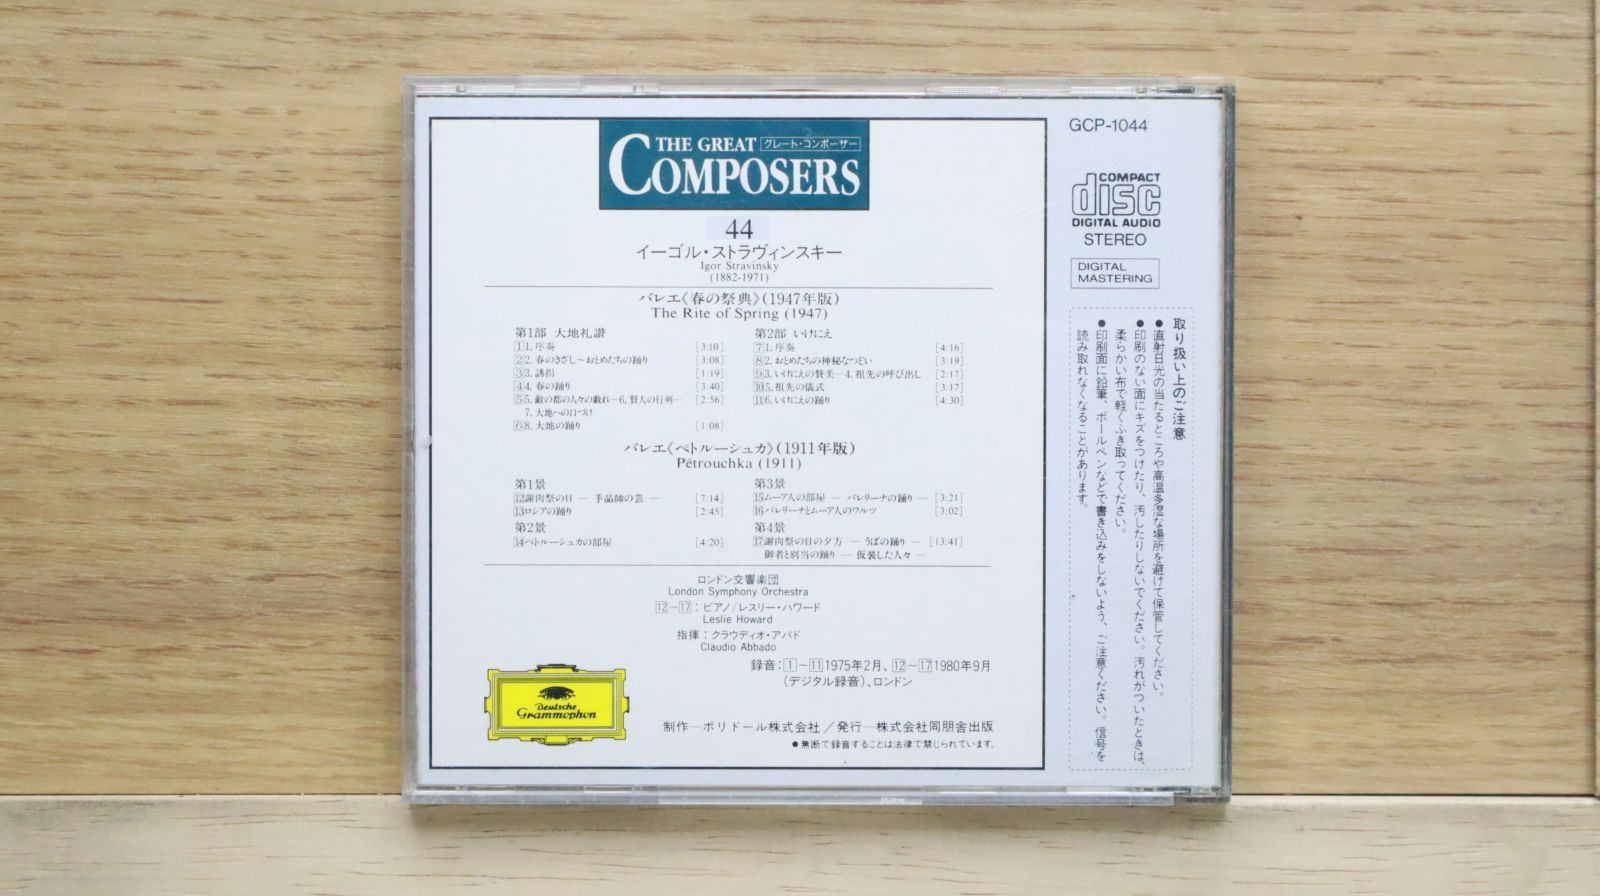 THE GREAT グレート・コンポーザー
COMPOSERS
44
イーゴル・ストラヴィンスキー
Igor Stravinsky
(1882-1971)
バレエ《春の祭典》(1947年版)
The Rite of Spring (1947)
第1部 大地礼讃
1 1. 序奏 [3:10]
2 2. 春のきざし〜おとめたちの踊り [3:08]
3 3. 誘拐 [1:19]
4 4. 春の踊り [3:40]
5 5. 敵の都の人々の戯れ—6. 賢人の行列— [2:56]
7. 大地への口づけ
6 8. 大地の踊り [1:08]
第2部 いけにえ
7 1. 序奏 [4:16]
8 2. おとめたちの神秘なつどい [3:19]
9 3. いけにえの賛美—4. 祖先の呼び出し [2:17]
10 5. 祖先の儀式 [3:17]
11 6. いけにえの踊り [4:30]
バレエ《ペトルーシュカ》(1911年版)
Pétrouchka (1911)
第1景
12 謝肉祭の日 — 手品師の芸 — [7:14]
13 ロシアの踊り [2:45]
第2景
14 ペトルーシュカの部屋 [4:20]
第3景
15 ムーア人の部屋 — バレリーナの踊り — [3:21]
16 バレリーナとムーア人のワルツ [3:02]
第4景
17 謝肉祭の日の夕方 — うばの踊り — [13:41]
御者と別当の踊り — 仮装した人々 —
ロンドン交響楽団
London Symphony Orchestra
12〜17:ピアノ/レスリー・ハワード
Leslie Howard
指揮:クラウディオ・アバド
Claudio Abbado
録音:1〜11 1975年2月、12〜17 1980年9月
(デジタル録音)、ロンドン
Deutsche
Grammophon
制作—ポリドール株式会社/発行—株式会社同朋舎出版
●無断で録音することは法律で禁じられています。
GCP-1044
COMPACT
disc
DIGITAL AUDIO
STEREO
DIGITAL
MASTERING
取り扱い上のご注意
●直射日光の当たるところや高温多湿な場所を避けて保管してください。
●印刷のない面にキズをつけたり、汚したりしないでください。汚れがついたときは、
柔らかい布で軽くふき取ってください。
●印刷面に鉛筆、ボールペンなどで書き込みをしないよう、ご注意ください。信号を
読み取れなくなることがあります。